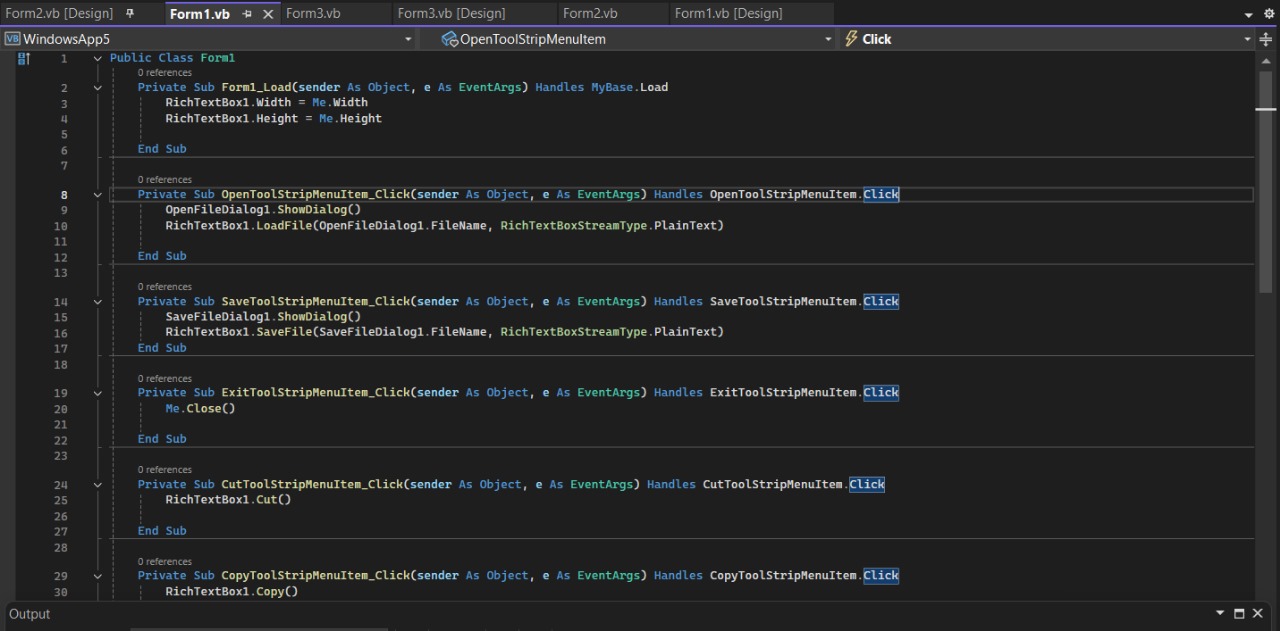 Form2.vb [Design] Form1.vb Form3.vb Form3.vb [Design] Form2.vb Form1.vb [Design]
VB WindowsApp5 OpenToolStripMenuItem Click
1 Public Class Form1
0 references
2 Private Sub Form1_Load(sender As Object, e As EventArgs) Handles MyBase.Load
3 RichTextBox1.Width = Me.Width
4 RichTextBox1.Height = Me.Height
5
6 End Sub
7
0 references
8 Private Sub OpenToolStripMenuItem_Click(sender As Object, e As EventArgs) Handles OpenToolStripMenuItem.Click
9 OpenFileDialog1.ShowDialog()
10 RichTextBox1.LoadFile(OpenFileDialog1.FileName, RichTextBoxStreamType.PlainText)
11
12 End Sub
13
0 references
14 Private Sub SaveToolStripMenuItem_Click(sender As Object, e As EventArgs) Handles SaveToolStripMenuItem.Click
15 SaveFileDialog1.ShowDialog()
16 RichTextBox1.SaveFile(SaveFileDialog1.FileName, RichTextBoxStreamType.PlainText)
17 End Sub
18
0 references
19 Private Sub ExitToolStripMenuItem_Click(sender As Object, e As EventArgs) Handles ExitToolStripMenuItem.Click
20 Me.Close()
21
22 End Sub
23
0 references
24 Private Sub CutToolStripMenuItem_Click(sender As Object, e As EventArgs) Handles CutToolStripMenuItem.Click
25 RichTextBox1.Cut()
26
27 End Sub
28
0 references
29 Private Sub CopyToolStripMenuItem_Click(sender As Object, e As EventArgs) Handles CopyToolStripMenuItem.Click
30 RichTextBox1.Copy()
Output